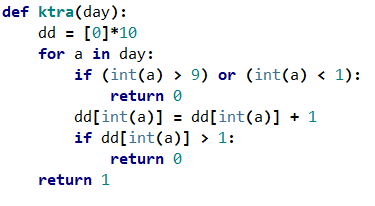 def ktra(day):
    dd = [0]*10
    for a in day:
        if (int(a) > 9) or (int(a) < 1):
            return 0
        dd[int(a)] = dd[int(a)] + 1
        if dd[int(a)] > 1:
            return 0
    return 1